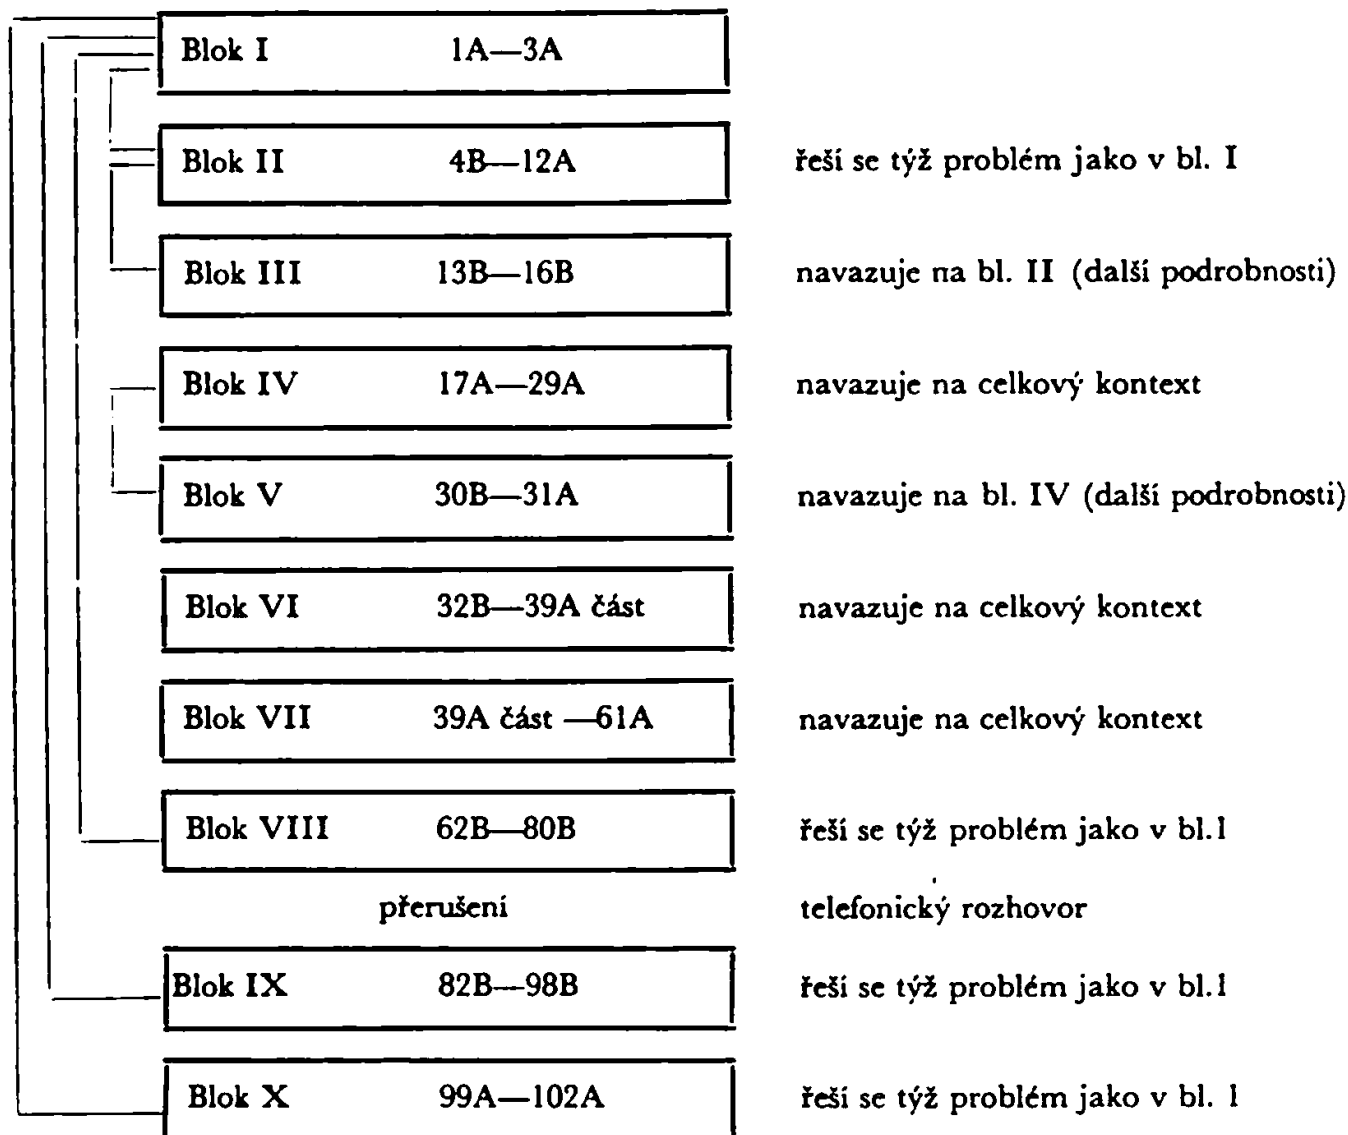 Blok I 1A—3A
Blok II 4B—12A řeší se týž problém jako v bl. I
Blok III 13B—16B navazuje na bl. II (další podrobnosti)
Blok IV 17A—29A navazuje na celkový kontext
Blok V 30B—31A navazuje na bl. IV (další podrobnosti)
Blok VI 32B—39A část navazuje na celkový kontext
Blok VII 39A část —61A navazuje na celkový kontext
Blok VIII 62B—80B řeší se týž problém jako v bl.I
přerušení telefonický rozhovor
Blok IX 82B—98B řeší se týž problém jako v bl.I
Blok X 99A—102A řeší se týž problém jako v bl. I